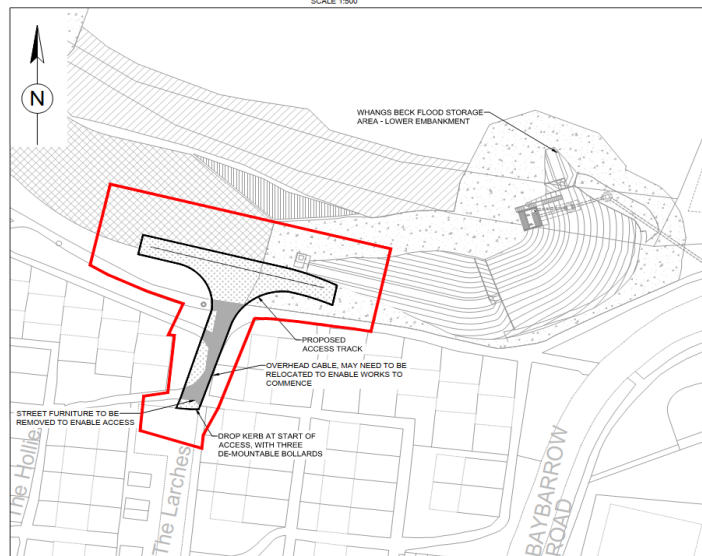 SCALE 1:500
N
WHANGS BECK FLOOD STORAGE
AREA - LOWER EMBANKMENT
PROPOSED
ACCESS TRACK
OVERHEAD CABLE, MAY NEED TO BE
RELOCATED TO ENABLE WORKS TO
COMMENCE
STREET FURNITURE TO BE
REMOVED TO ENABLE ACCESS
DROP KERB AT START OF
ACCESS, WITH THREE
DE-MOUNTABLE BOLLARDS
The Hollie
The Larches
BAYBARROW
ROAD